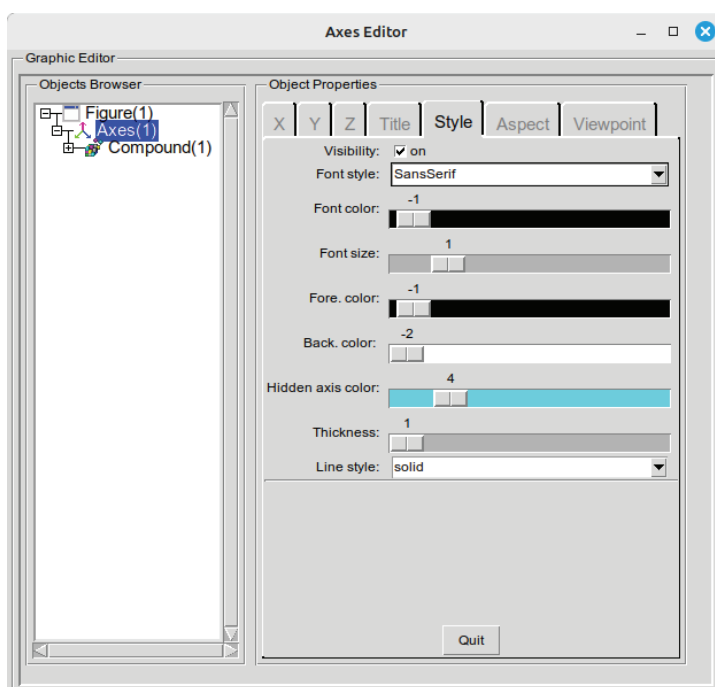 Axes Editor
Graphic Editor
Objects Browser
Figure(1)
Axes(1)
Compound(1)
Object Properties
X Y Z Title Style Aspect Viewpoint
Visibility: on
Font style: SansSerif
Font color: -1
Font size: 1
Fore. color: -1
Back. color: -2
Hidden axis color: 4
Thickness: 1
Line style: solid
Quit